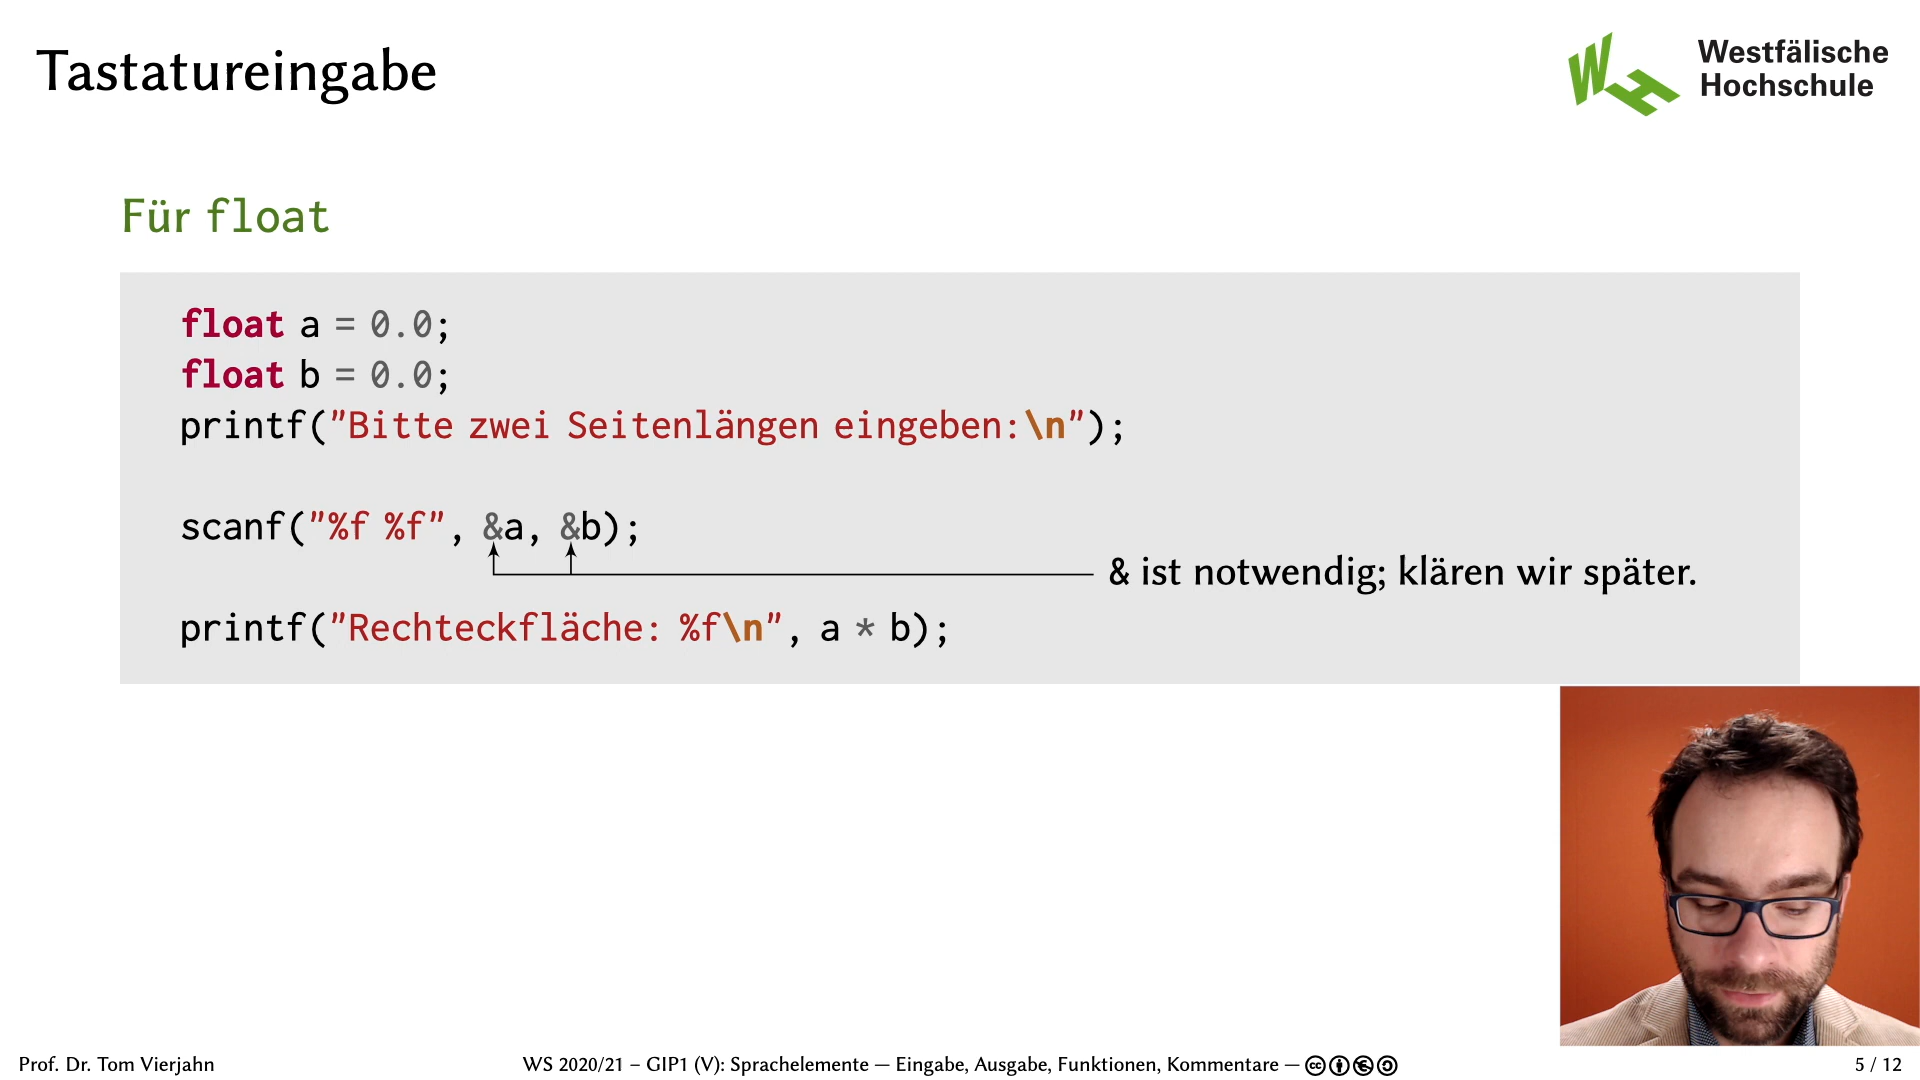 Tastatureingabe
Westfälische
Hochschule
Für float
float a = 0.0;
float b = 0.0;
printf("Bitte zwei Seitenlängen eingeben:\n");
scanf("%f %f", &a, &b);
& ist notwendig; klären wir später.
printf("Rechteckfläche: %f\n", a * b);
Prof. Dr. Tom Vierjahn
WS 2020/21 – GIP1 (V): Sprachelemente — Eingabe, Ausgabe, Funktionen, Kommentare —
5 / 12